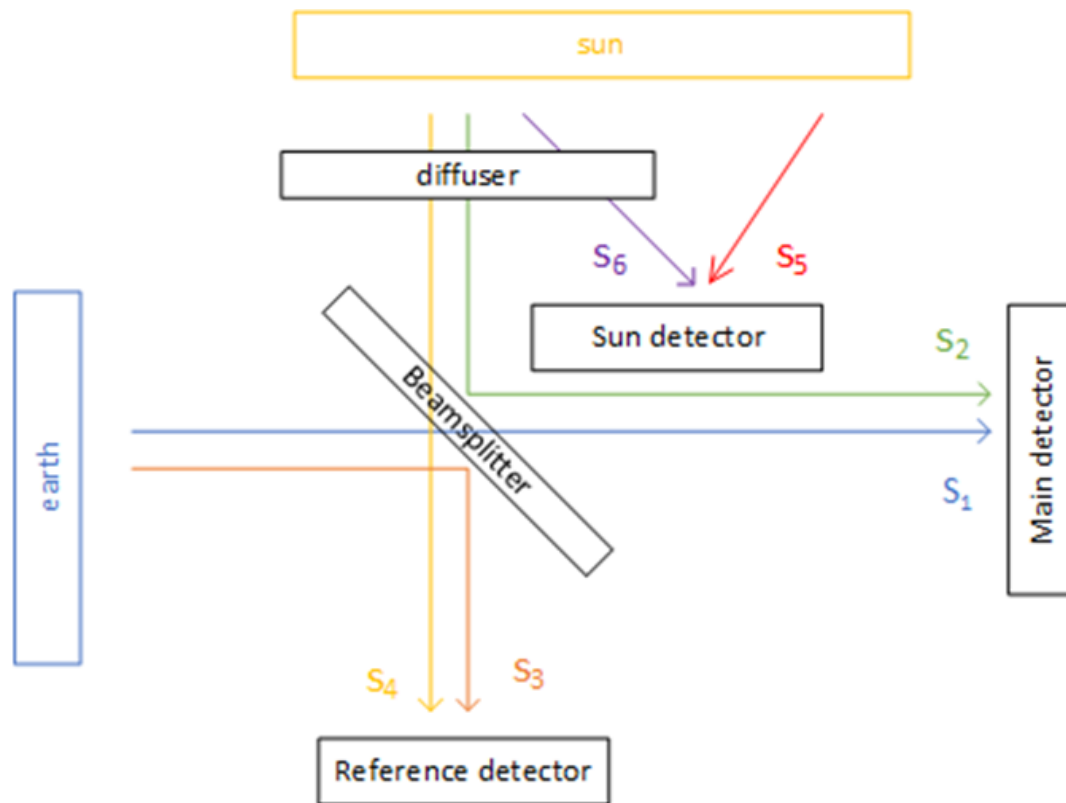 sun
diffuser
S6
S5
Sun detector
S2
Beamsplitter
earth
S1
Main detector
S4
S3
Reference detector